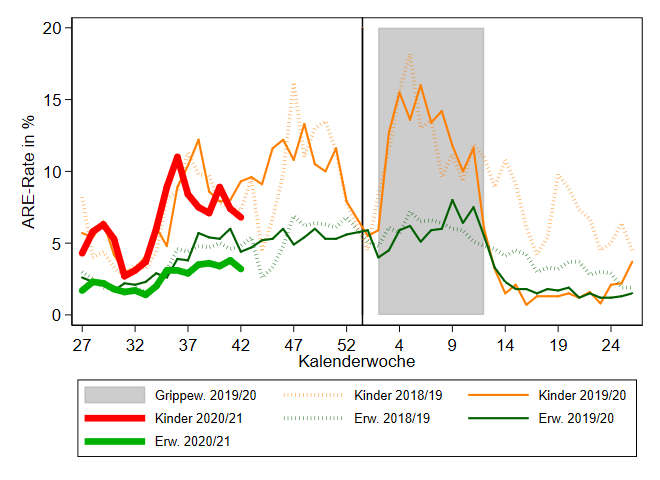 20
15
10
5
0
ARE-Rate in %
27 32 37 42 47 52 4 9 14 19 24
Kalenderwoche
Grippew. 2019/20 Kinder 2018/19 Kinder 2019/20
Kinder 2020/21 Erw. 2018/19 Erw. 2019/20
Erw. 2020/21